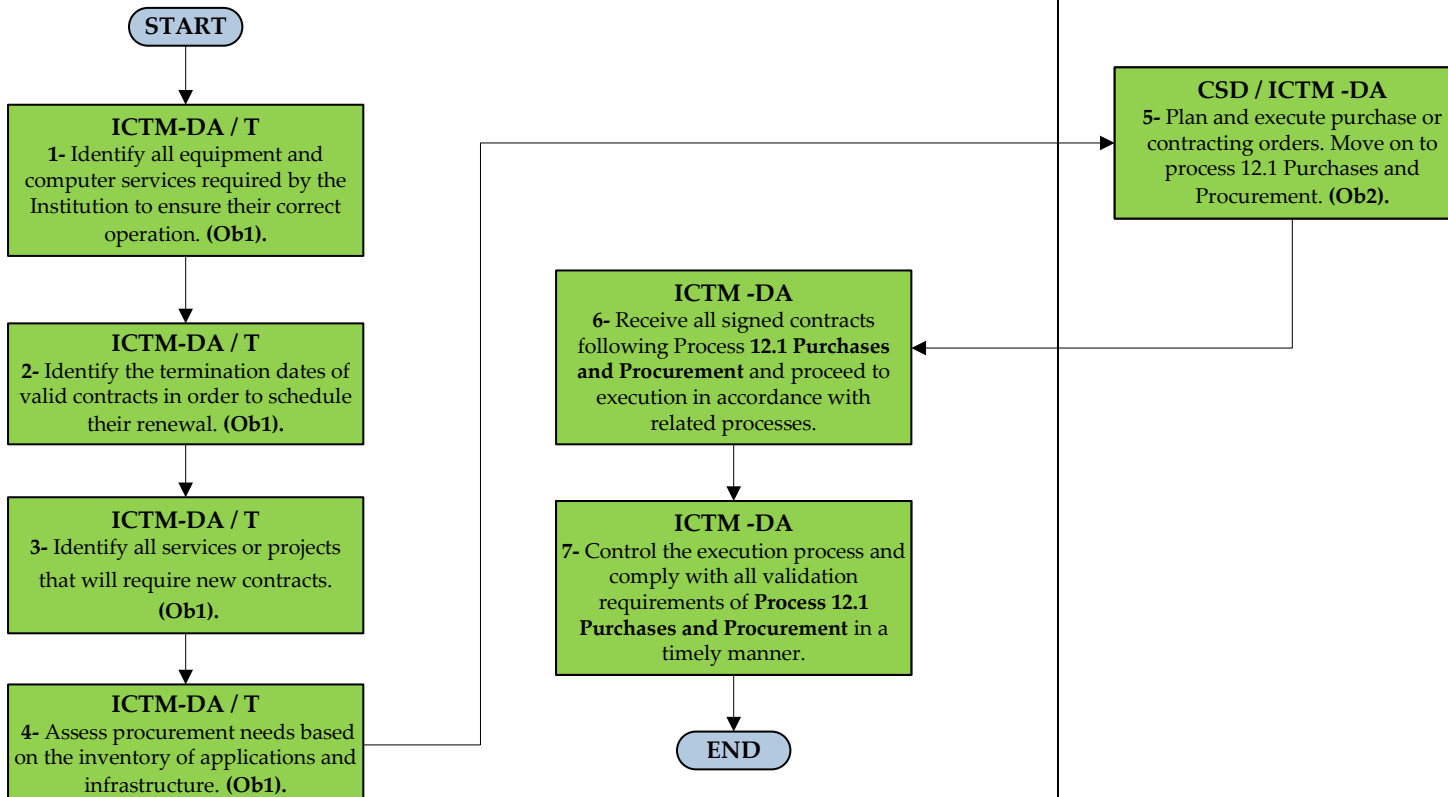 START
ICTM-DA / T
1- Identify all equipment and
computer services required by the
Institution to ensure their correct
operation. (Ob1).
ICTM-DA / T
2- Identify the termination dates of
valid contracts in order to schedule
their renewal. (Ob1).
ICTM-DA / T
3- Identify all services or projects
that will require new contracts.
(Ob1).
ICTM-DA / T
4- Assess procurement needs based
on the inventory of applications and
infrastructure. (Ob1).
CSD / ICTM -DA
5- Plan and execute purchase or
contracting orders. Move on to
process 12.1 Purchases and
Procurement. (Ob2).
ICTM -DA
6- Receive all signed contracts
following Process 12.1 Purchases
and Procurement and proceed to
execution in accordance with
related processes.
ICTM -DA
7- Control the execution process and
comply with all validation
requirements of Process 12.1
Purchases and Procurement in a
timely manner.
END